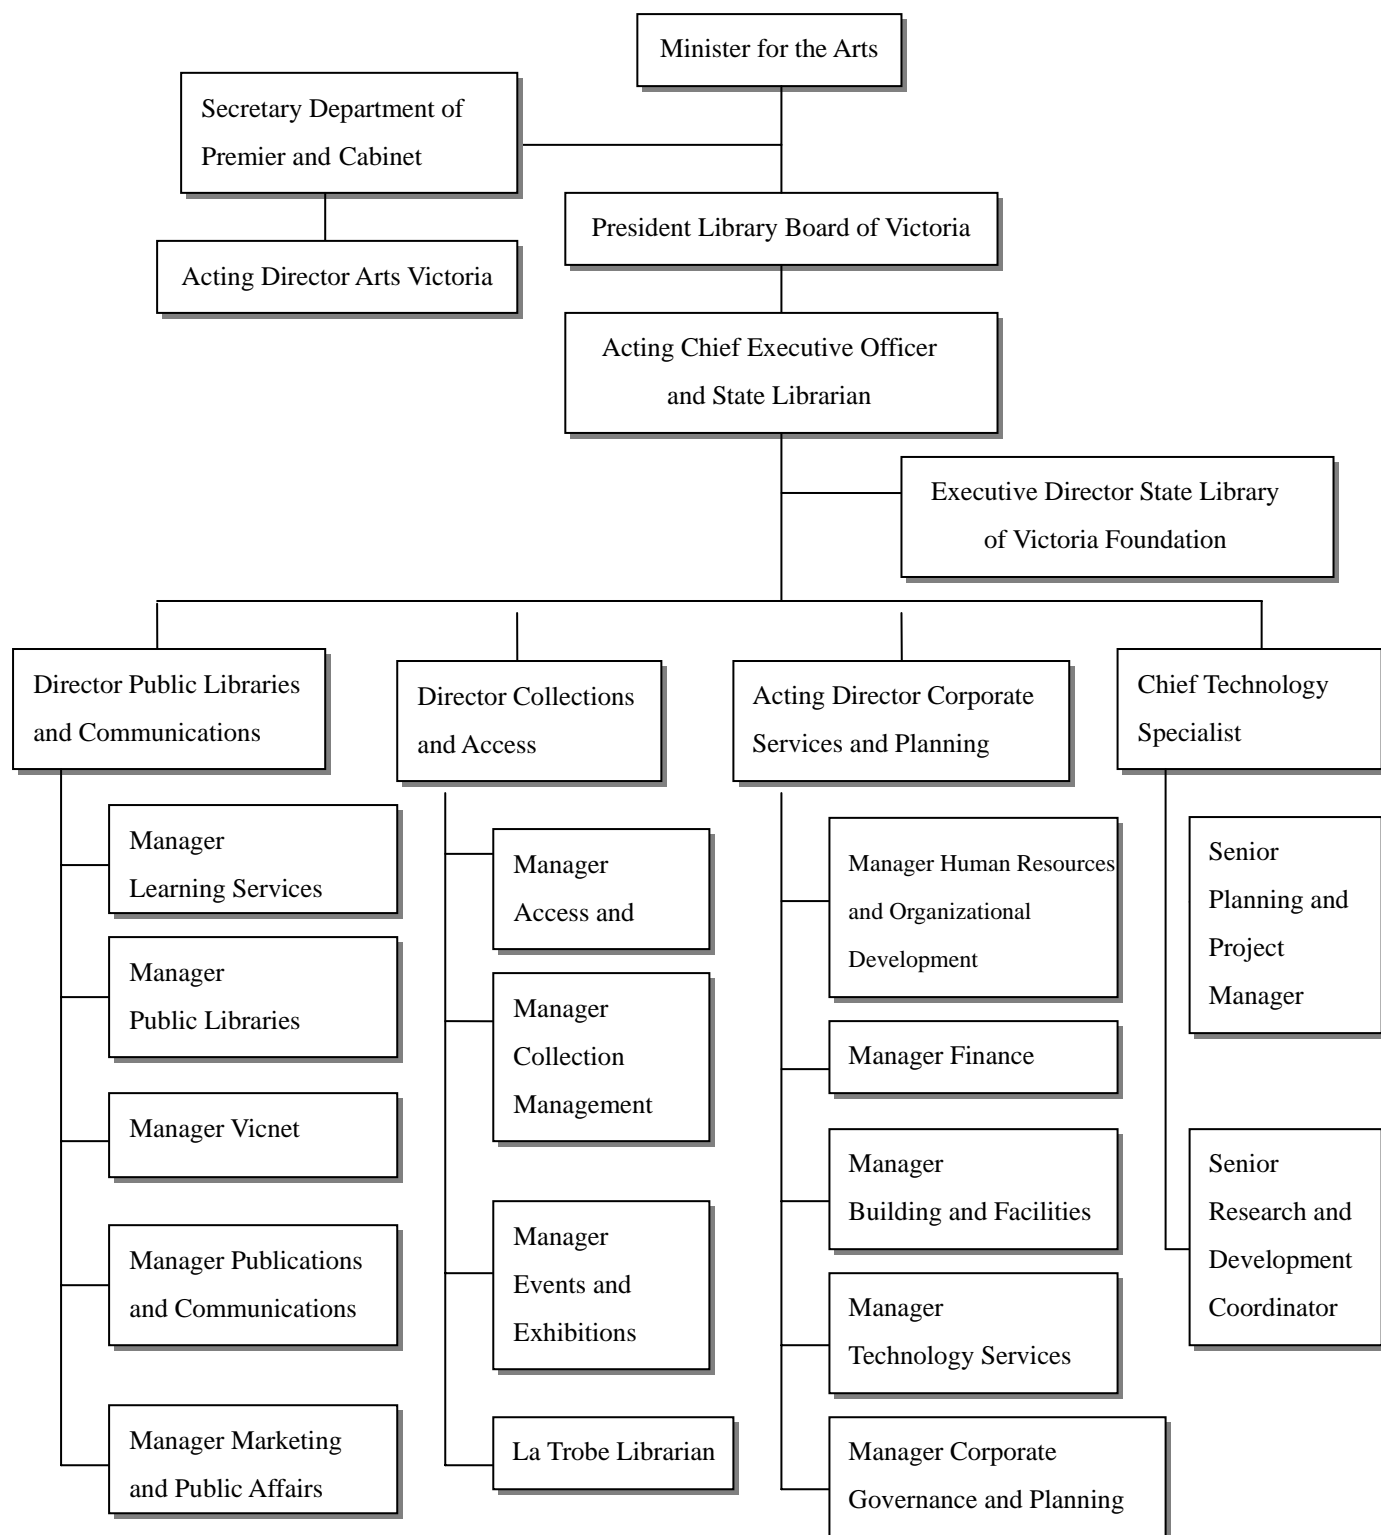 Minister for the Arts
Secretary Department of
Premier and Cabinet
President Library Board of Victoria
Acting Director Arts Victoria
Acting Chief Executive Officer
and State Librarian
Executive Director State Library
of Victoria Foundation
Director Public Libraries
and Communications
Manager
Learning Services
Manager
Public Libraries
Manager Vicnet
Manager Publications
and Communications
Manager Marketing
and Public Affairs
Director Collections
and Access
Manager
Access and
Manager
Collection
Management
Manager
Events and
Exhibitions
La Trobe Librarian
Acting Director Corporate
Services and Planning
Manager Human Resources
and Organizational
Development
Manager Finance
Manager
Building and Facilities
Manager
Technology Services
Manager Corporate
Governance and Planning
Chief Technology
Specialist
Senior
Planning and
Project
Manager
Senior
Research and
Development
Coordinator